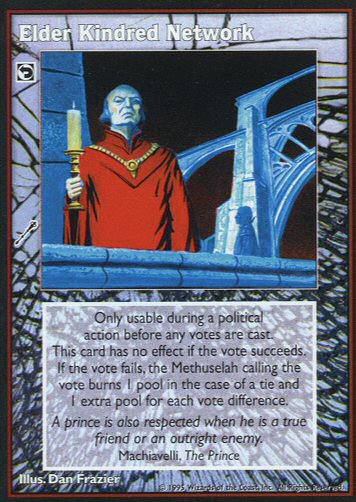 Elder Kindred Network
Only usable during a political
action before any votes are cast.
This card has no effect if the vote succeeds.
If the vote fails, the Methuselah calling the
vote burns 1 pool in the case of a tie and
1 extra pool for each vote difference.
A prince is also respected when he is a true
friend or an outright enemy.
Machiavelli, The Prince
Illus. Dan Frazier
© 1995 Wizards of the Coast, Inc. All Rights Reserved.